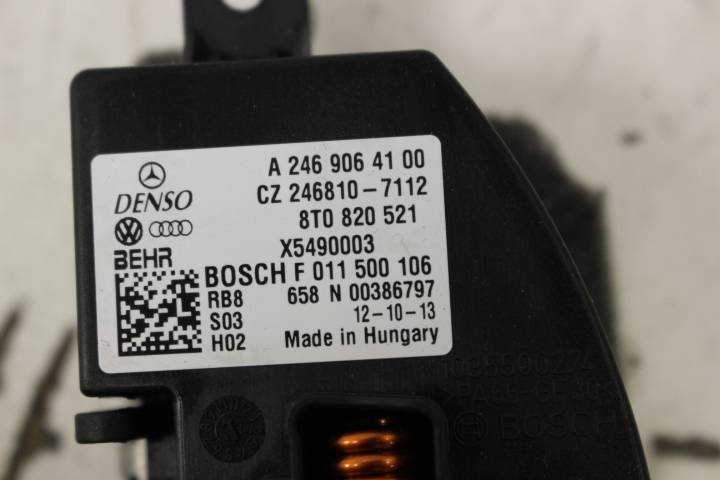 A 246 906 41 00
DENSO CZ 246810-7112
8T0 820 521
X5490003
BEHR
BOSCH F 011 500 106
RB8 658 N 00386797
S03 12-10-13
H02 Made in Hungary
BOSCH